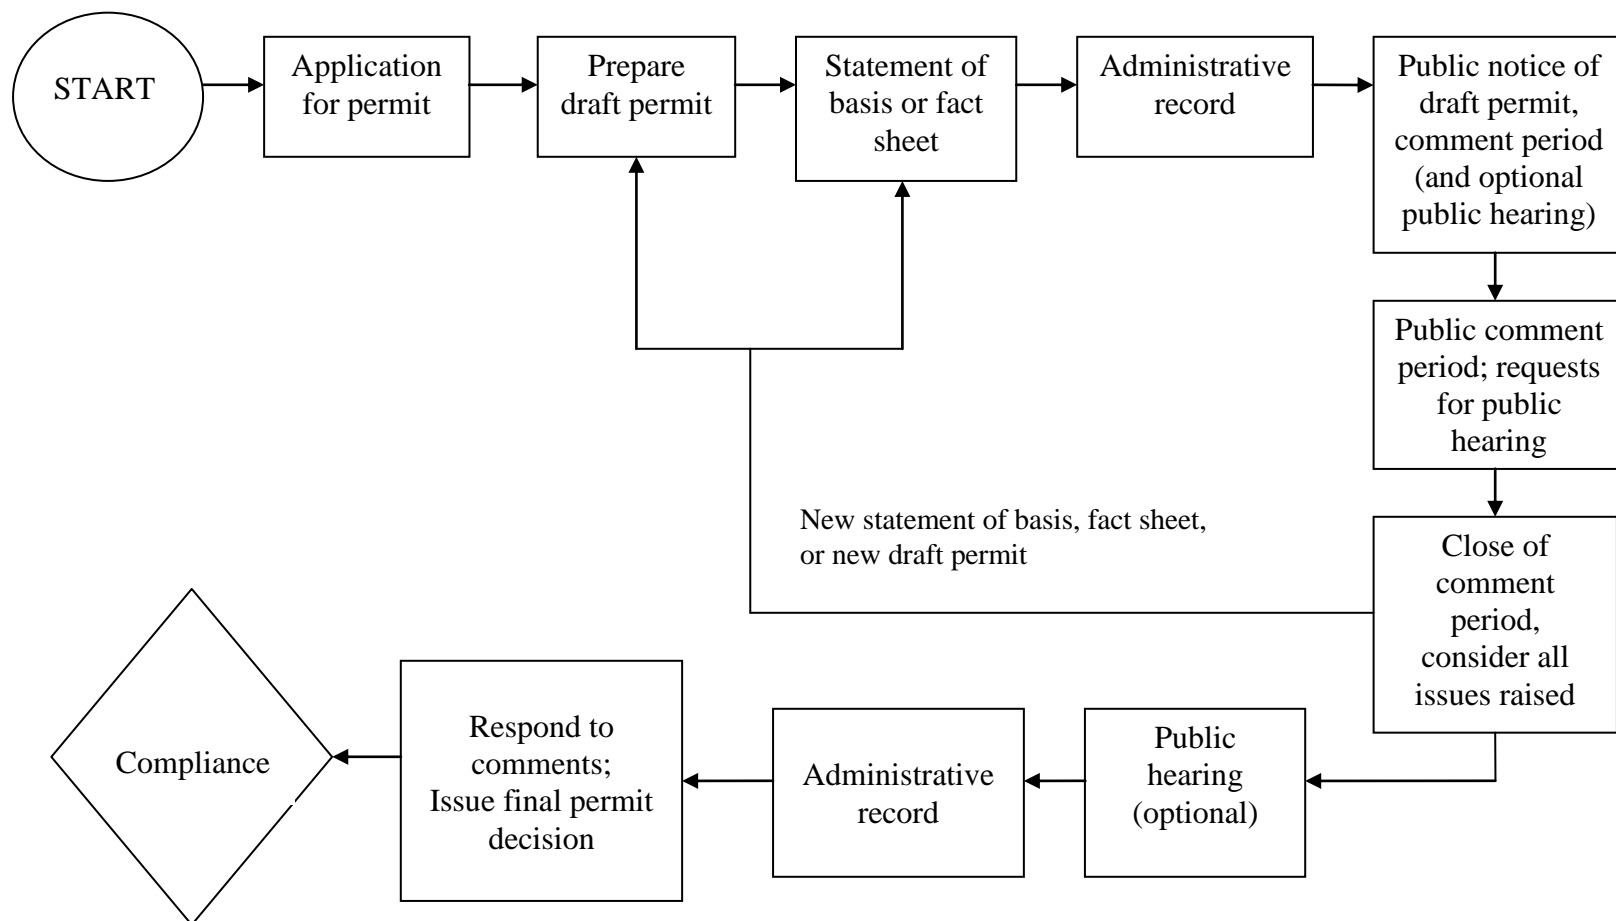 START
Application
for permit
Prepare
draft permit
Statement of
basis or fact
sheet
Administrative
record
Public notice of
draft permit,
comment period
(and optional
public hearing)
Public comment
period; requests
for public
hearing
New statement of basis, fact sheet,
or new draft permit
Close of
comment
period,
consider all
issues raised
Public
hearing
(optional)
Administrative
record
Respond to
comments;
Issue final permit
decision
Compliance